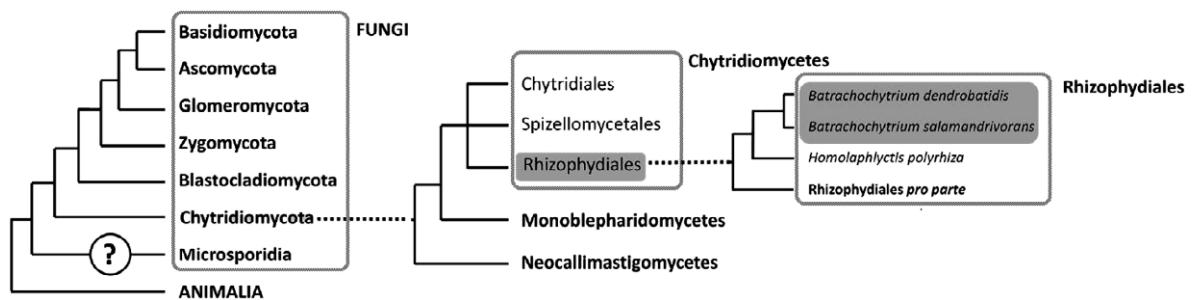 Basidiomycota
FUNGI
Ascomycota
Glomeromycota
Zygomycota
Blastocladiomycota
Chytridiomycota
?
Microsporidia
ANIMALIA
Chytridiomycetes
Chytridiales
Spizellomycetales
Rhizophydiales
Monoblepharidomycetes
Neocallimastigomycetes
Rhizophydiales
Batrachochytrium dendrobatidis
Batrachochytrium salamandrivorans
Homolaphlyctis polyrhiza
Rhizophydiales pro parte